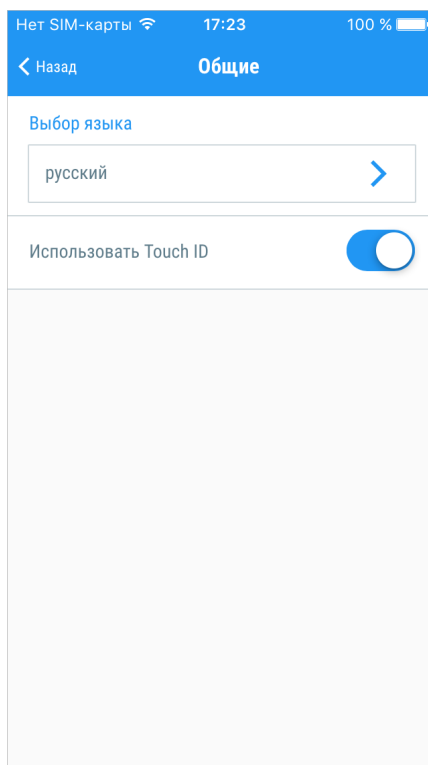 Нет SIM-карты 17:23 100 %
Назад Общие
Выбор языка
русский
Использовать Touch ID